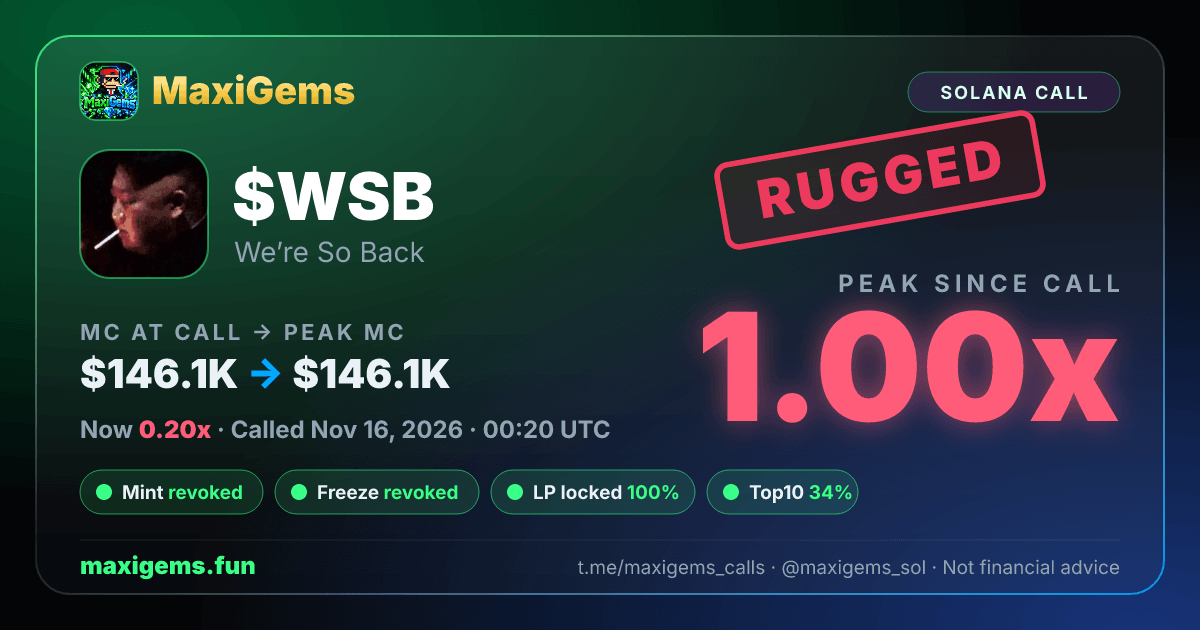 MaxiGems
MaxiGems
SOLANA CALL
RUGGED
$WSB
We're So Back
PEAK SINCE CALL
1.00x
MC AT CALL → PEAK MC
$146.1K → $146.1K
Now 0.20x · Called Nov 16, 2026 · 00:20 UTC
Mint revoked
Freeze revoked
LP locked 100%
Top10 34%
maxigems.fun
t.me/maxigems_calls · @maxigems_sol · Not financial advice